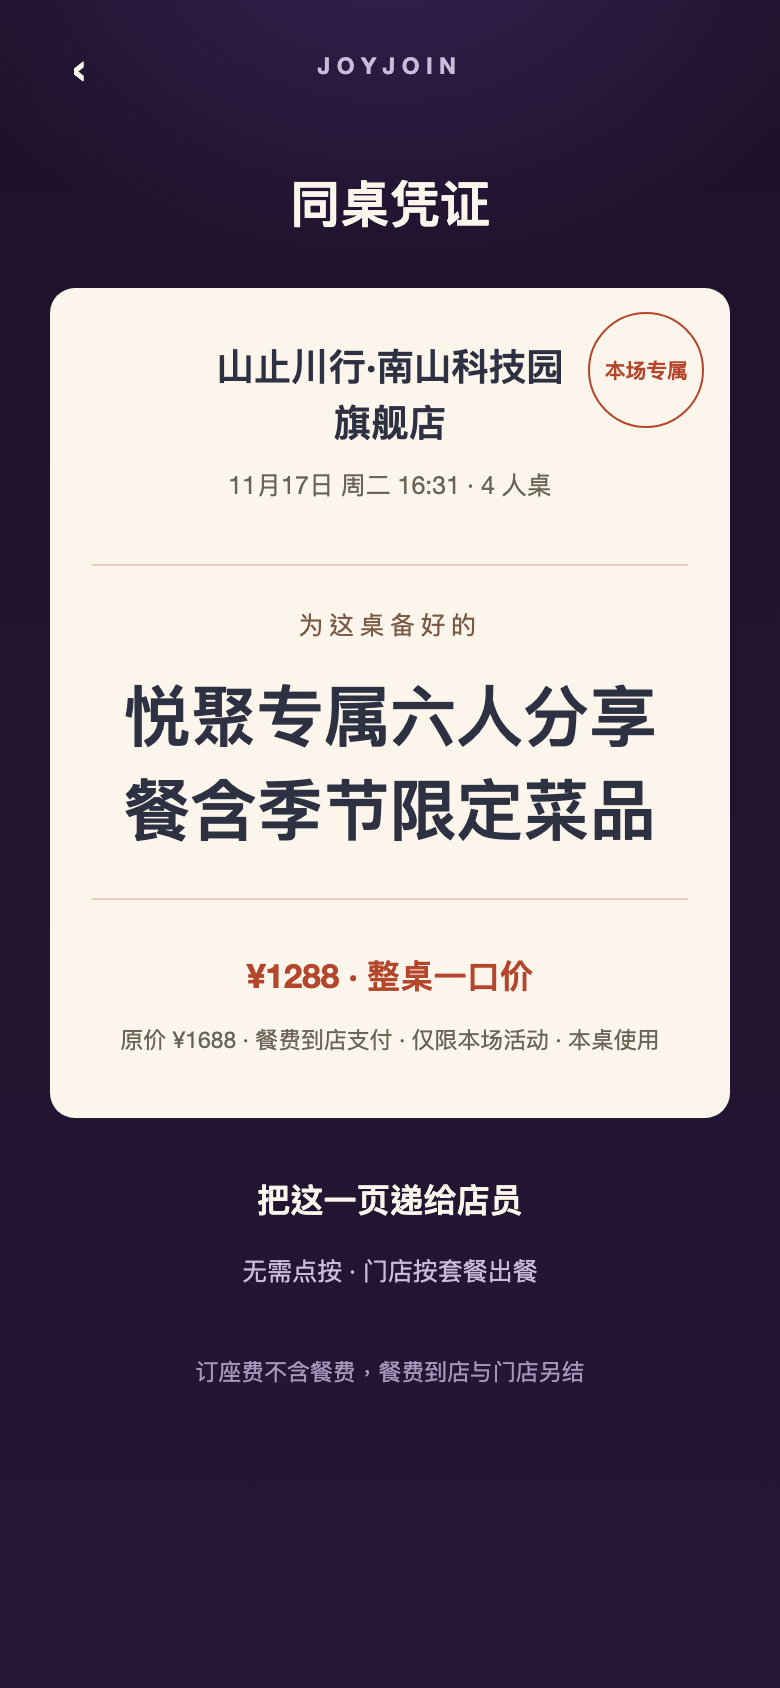 JOYJOIN
同桌凭证
山止川行·南山科技园
旗舰店
本场专属
11月17日 周二 16:31 · 4 人桌
为这桌备好的
悦聚专属六人分享
餐含季节限定菜品
¥1288 · 整桌一口价
原价 ¥1688 · 餐费到店支付 · 仅限本场活动 · 本桌使用
把这一页递给店员
无需点按 · 门店按套餐出餐
订座费不含餐费，餐费到店与门店另结